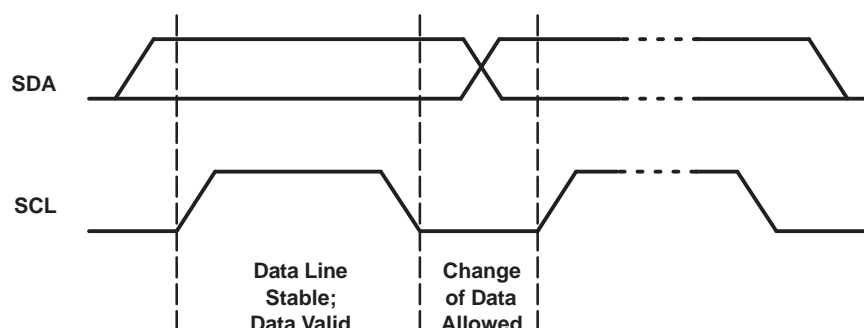 SDA
SCL
Data Line
Stable;
Data Valid
Change
of Data
Allowed